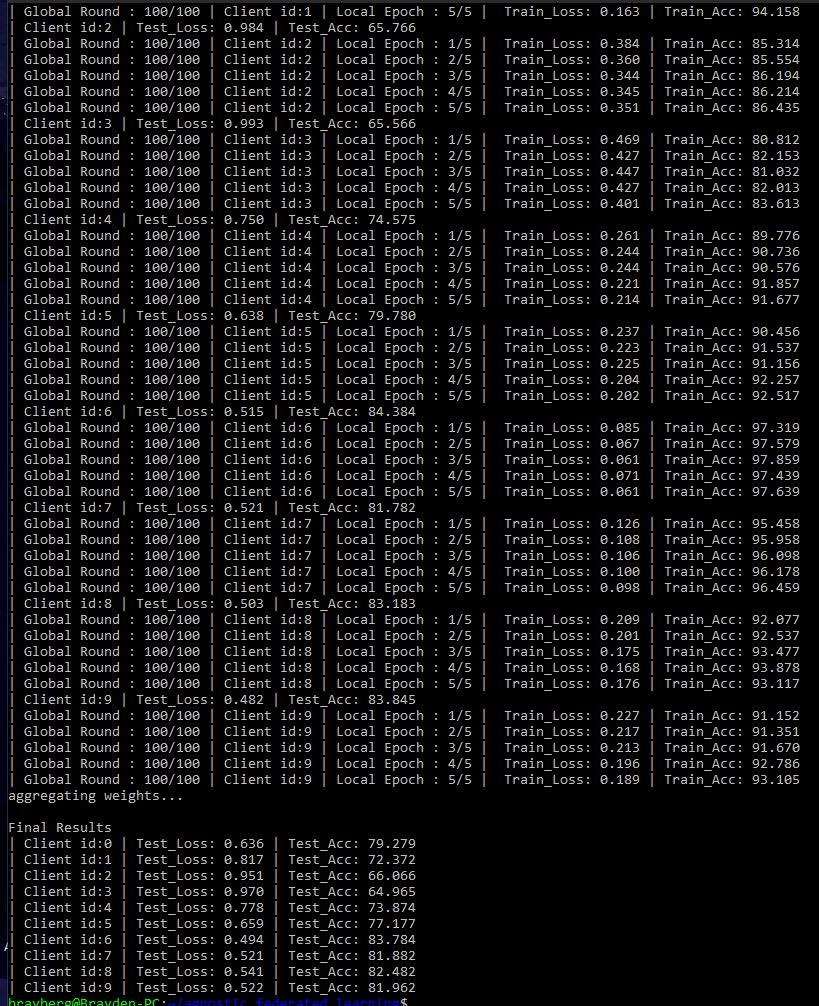 | Global Round : 100/100 | Client id:1 | Local Epoch : 5/5 |  Train_Loss: 0.163 | Train_Acc: 94.158
| Client id:2 | Test_Loss: 0.984 | Test_Acc: 65.766
| Global Round : 100/100 | Client id:2 | Local Epoch : 1/5 |  Train_Loss: 0.384 | Train_Acc: 85.314
| Global Round : 100/100 | Client id:2 | Local Epoch : 2/5 |  Train_Loss: 0.360 | Train_Acc: 85.554
| Global Round : 100/100 | Client id:2 | Local Epoch : 3/5 |  Train_Loss: 0.344 | Train_Acc: 86.194
| Global Round : 100/100 | Client id:2 | Local Epoch : 4/5 |  Train_Loss: 0.345 | Train_Acc: 86.214
| Global Round : 100/100 | Client id:2 | Local Epoch : 5/5 |  Train_Loss: 0.351 | Train_Acc: 86.435
| Client id:3 | Test_Loss: 0.993 | Test_Acc: 65.566
| Global Round : 100/100 | Client id:3 | Local Epoch : 1/5 |  Train_Loss: 0.469 | Train_Acc: 80.812
| Global Round : 100/100 | Client id:3 | Local Epoch : 2/5 |  Train_Loss: 0.427 | Train_Acc: 82.153
| Global Round : 100/100 | Client id:3 | Local Epoch : 3/5 |  Train_Loss: 0.447 | Train_Acc: 81.032
| Global Round : 100/100 | Client id:3 | Local Epoch : 4/5 |  Train_Loss: 0.427 | Train_Acc: 82.013
| Global Round : 100/100 | Client id:3 | Local Epoch : 5/5 |  Train_Loss: 0.401 | Train_Acc: 83.613
| Client id:4 | Test_Loss: 0.750 | Test_Acc: 74.575
| Global Round : 100/100 | Client id:4 | Local Epoch : 1/5 |  Train_Loss: 0.261 | Train_Acc: 89.776
| Global Round : 100/100 | Client id:4 | Local Epoch : 2/5 |  Train_Loss: 0.244 | Train_Acc: 90.736
| Global Round : 100/100 | Client id:4 | Local Epoch : 3/5 |  Train_Loss: 0.244 | Train_Acc: 90.576
| Global Round : 100/100 | Client id:4 | Local Epoch : 4/5 |  Train_Loss: 0.221 | Train_Acc: 91.857
| Global Round : 100/100 | Client id:4 | Local Epoch : 5/5 |  Train_Loss: 0.214 | Train_Acc: 91.677
| Client id:5 | Test_Loss: 0.638 | Test_Acc: 79.780
| Global Round : 100/100 | Client id:5 | Local Epoch : 1/5 |  Train_Loss: 0.237 | Train_Acc: 90.456
| Global Round : 100/100 | Client id:5 | Local Epoch : 2/5 |  Train_Loss: 0.223 | Train_Acc: 91.537
| Global Round : 100/100 | Client id:5 | Local Epoch : 3/5 |  Train_Loss: 0.225 | Train_Acc: 91.156
| Global Round : 100/100 | Client id:5 | Local Epoch : 4/5 |  Train_Loss: 0.204 | Train_Acc: 92.257
| Global Round : 100/100 | Client id:5 | Local Epoch : 5/5 |  Train_Loss: 0.202 | Train_Acc: 92.517
| Client id:6 | Test_Loss: 0.515 | Test_Acc: 84.384
| Global Round : 100/100 | Client id:6 | Local Epoch : 1/5 |  Train_Loss: 0.085 | Train_Acc: 97.319
| Global Round : 100/100 | Client id:6 | Local Epoch : 2/5 |  Train_Loss: 0.067 | Train_Acc: 97.579
| Global Round : 100/100 | Client id:6 | Local Epoch : 3/5 |  Train_Loss: 0.061 | Train_Acc: 97.859
| Global Round : 100/100 | Client id:6 | Local Epoch : 4/5 |  Train_Loss: 0.071 | Train_Acc: 97.439
| Global Round : 100/100 | Client id:6 | Local Epoch : 5/5 |  Train_Loss: 0.061 | Train_Acc: 97.639
| Client id:7 | Test_Loss: 0.521 | Test_Acc: 81.782
| Global Round : 100/100 | Client id:7 | Local Epoch : 1/5 |  Train_Loss: 0.126 | Train_Acc: 95.458
| Global Round : 100/100 | Client id:7 | Local Epoch : 2/5 |  Train_Loss: 0.108 | Train_Acc: 95.958
| Global Round : 100/100 | Client id:7 | Local Epoch : 3/5 |  Train_Loss: 0.106 | Train_Acc: 96.098
| Global Round : 100/100 | Client id:7 | Local Epoch : 4/5 |  Train_Loss: 0.100 | Train_Acc: 96.178
| Global Round : 100/100 | Client id:7 | Local Epoch : 5/5 |  Train_Loss: 0.098 | Train_Acc: 96.459
| Client id:8 | Test_Loss: 0.503 | Test_Acc: 83.183
| Global Round : 100/100 | Client id:8 | Local Epoch : 1/5 |  Train_Loss: 0.209 | Train_Acc: 92.077
| Global Round : 100/100 | Client id:8 | Local Epoch : 2/5 |  Train_Loss: 0.201 | Train_Acc: 92.537
| Global Round : 100/100 | Client id:8 | Local Epoch : 3/5 |  Train_Loss: 0.175 | Train_Acc: 93.477
| Global Round : 100/100 | Client id:8 | Local Epoch : 4/5 |  Train_Loss: 0.168 | Train_Acc: 93.878
| Global Round : 100/100 | Client id:8 | Local Epoch : 5/5 |  Train_Loss: 0.176 | Train_Acc: 93.117
| Client id:9 | Test_Loss: 0.482 | Test_Acc: 83.845
| Global Round : 100/100 | Client id:9 | Local Epoch : 1/5 |  Train_Loss: 0.227 | Train_Acc: 91.152
| Global Round : 100/100 | Client id:9 | Local Epoch : 2/5 |  Train_Loss: 0.217 | Train_Acc: 91.351
| Global Round : 100/100 | Client id:9 | Local Epoch : 3/5 |  Train_Loss: 0.213 | Train_Acc: 91.670
| Global Round : 100/100 | Client id:9 | Local Epoch : 4/5 |  Train_Loss: 0.196 | Train_Acc: 92.786
| Global Round : 100/100 | Client id:9 | Local Epoch : 5/5 |  Train_Loss: 0.189 | Train_Acc: 93.105
aggregating weights...
Final Results
| Client id:0 | Test_Loss: 0.636 | Test_Acc: 79.279
| Client id:1 | Test_Loss: 0.817 | Test_Acc: 72.372
| Client id:2 | Test_Loss: 0.951 | Test_Acc: 66.066
| Client id:3 | Test_Loss: 0.970 | Test_Acc: 64.965
| Client id:4 | Test_Loss: 0.778 | Test_Acc: 73.874
| Client id:5 | Test_Loss: 0.659 | Test_Acc: 77.177
| Client id:6 | Test_Loss: 0.494 | Test_Acc: 83.784
| Client id:7 | Test_Loss: 0.521 | Test_Acc: 81.882
| Client id:8 | Test_Loss: 0.541 | Test_Acc: 82.482
| Client id:9 | Test_Loss: 0.522 | Test_Acc: 81.962
brayberg@Brayden-PC:~/agnostic_federated_learning$